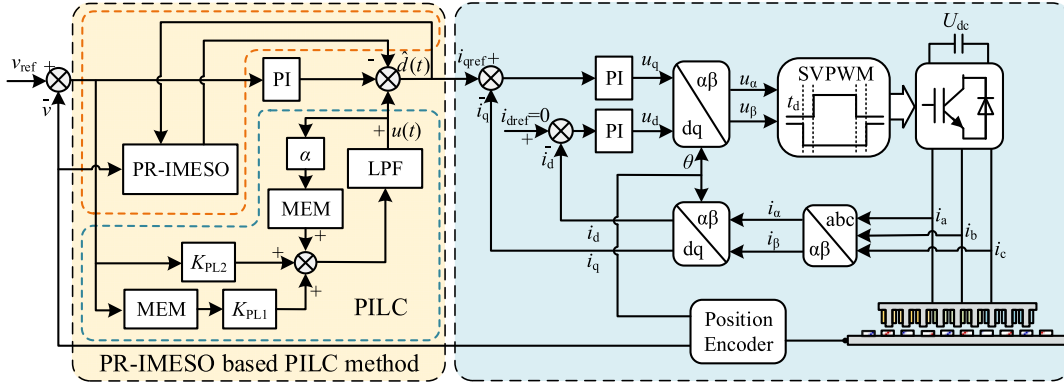 v_ref + 
- v
PR-IMESO
PI
-
d̂(t)
+ u(t)
α
MEM
LPF
+
K_PL2
+
MEM
K_PL1
+
PILC
PR-IMESO based PILC method
i_qref +
- i_q
i_dref=0
+
- i_d
PI
u_q
PI
u_d
αβ
dq
u_α
u_β
SVPWM
t_d
U_dc
θ
αβ
dq
i_α
i_β
abc
αβ
i_d
i_q
i_a
i_b
i_c
Position
Encoder